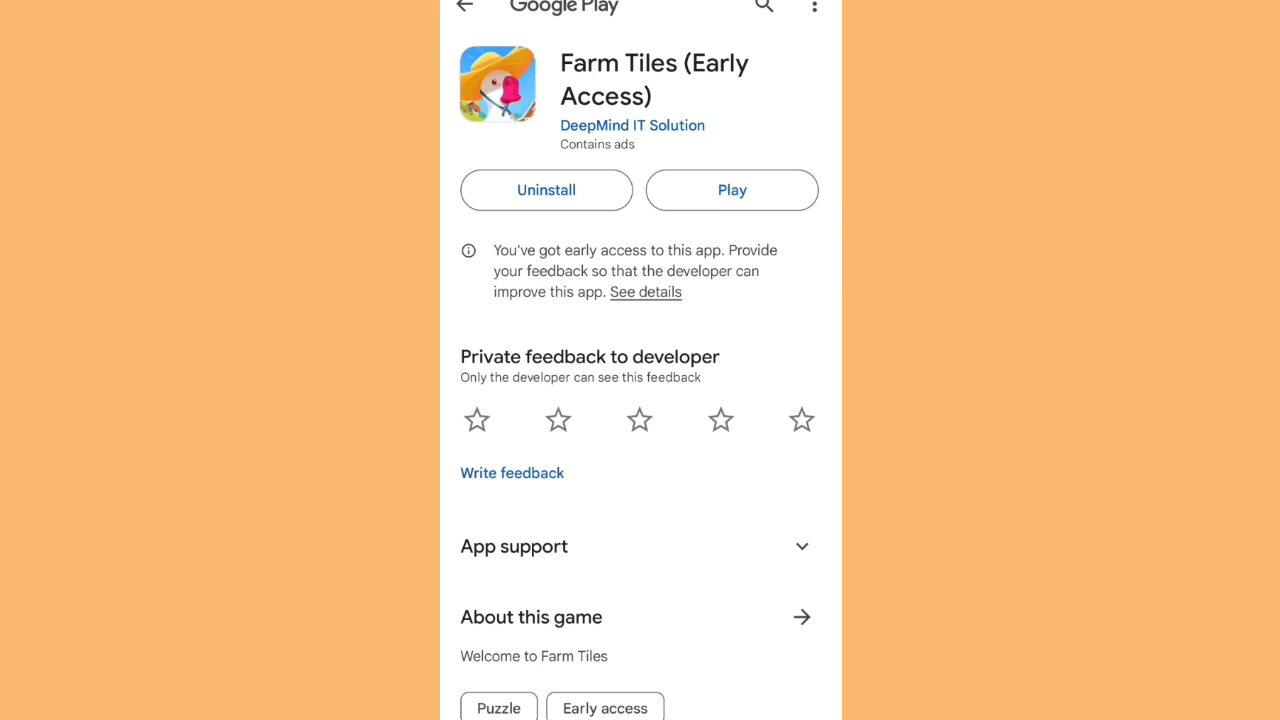 Google Play
Farm Tiles (Early
Access)
DeepMind IT Solution
Contains ads
Uninstall
Play
You've got early access to this app. Provide
your feedback so that the developer can
improve this app. See details
Private feedback to developer
Only the developer can see this feedback
Write feedback
App support
About this game
Welcome to Farm Tiles
Puzzle
Early access